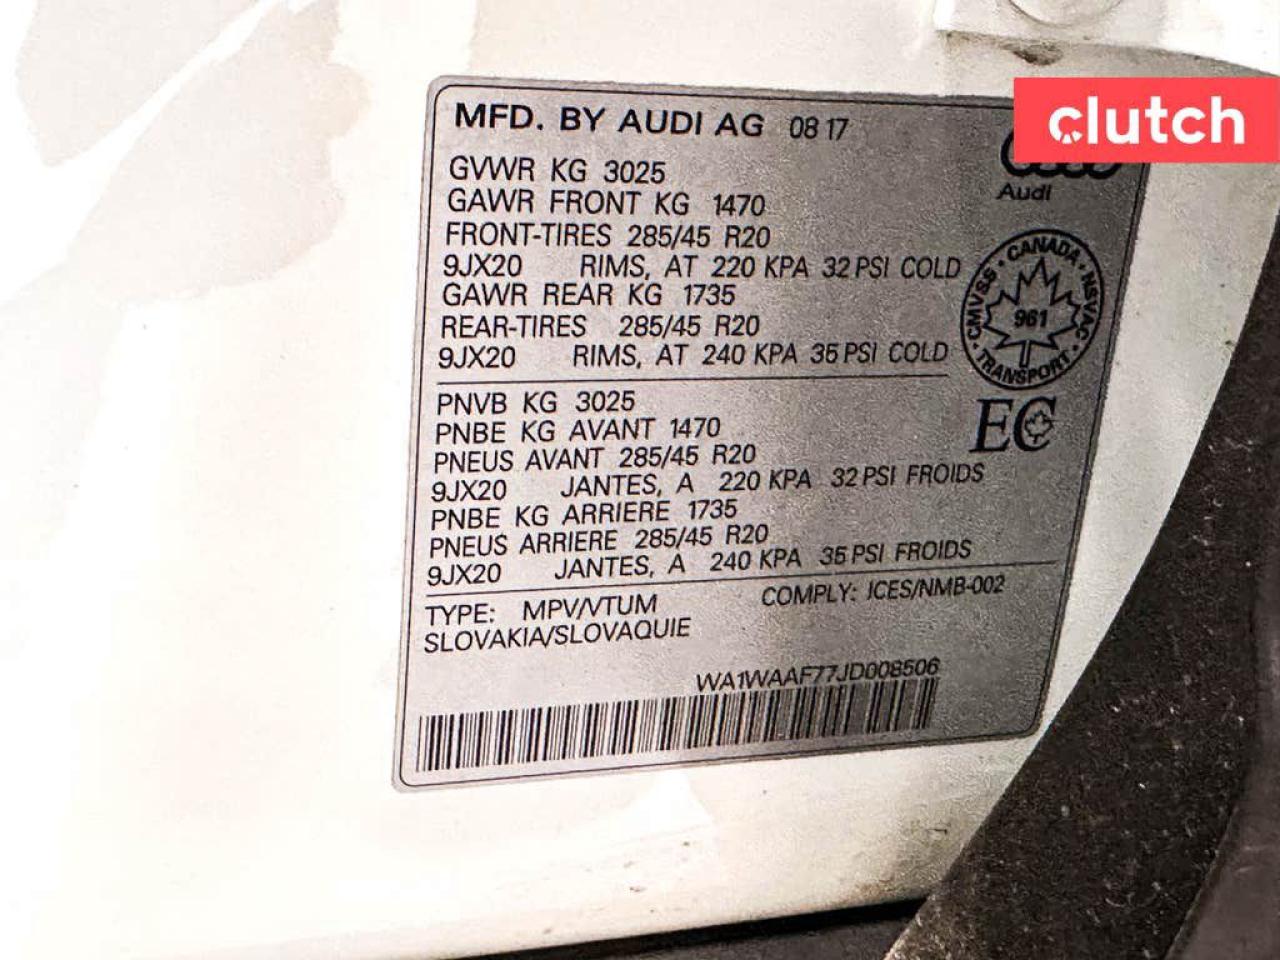 clutch
MFD. BY AUDI AG 08 17
Audi
GVWR KG 3025
GAWR FRONT KG 1470
FRONT-TIRES 285/45 R20
9JX20 RIMS, AT 220 KPA 32 PSI COLD
GAWR REAR KG 1735
REAR-TIRES 285/45 R20
9JX20 RIMS, AT 240 KPA 35 PSI COLD
CANADA · NSVAC · TRANSPORT · CMVSS ·
961
PNVB KG 3025
PNBE KG AVANT 1470
PNEUS AVANT 285/45 R20
9JX20 JANTES, A 220 KPA 32 PSI FROIDS
PNBE KG ARRIERE 1735
PNEUS ARRIERE 285/45 R20
9JX20 JANTES, A 240 KPA 35 PSI FROIDS
EC
TYPE: MPV/VTUM COMPLY: ICES/NMB-002
SLOVAKIA/SLOVAQUIE
WA1WAAF77JD008506